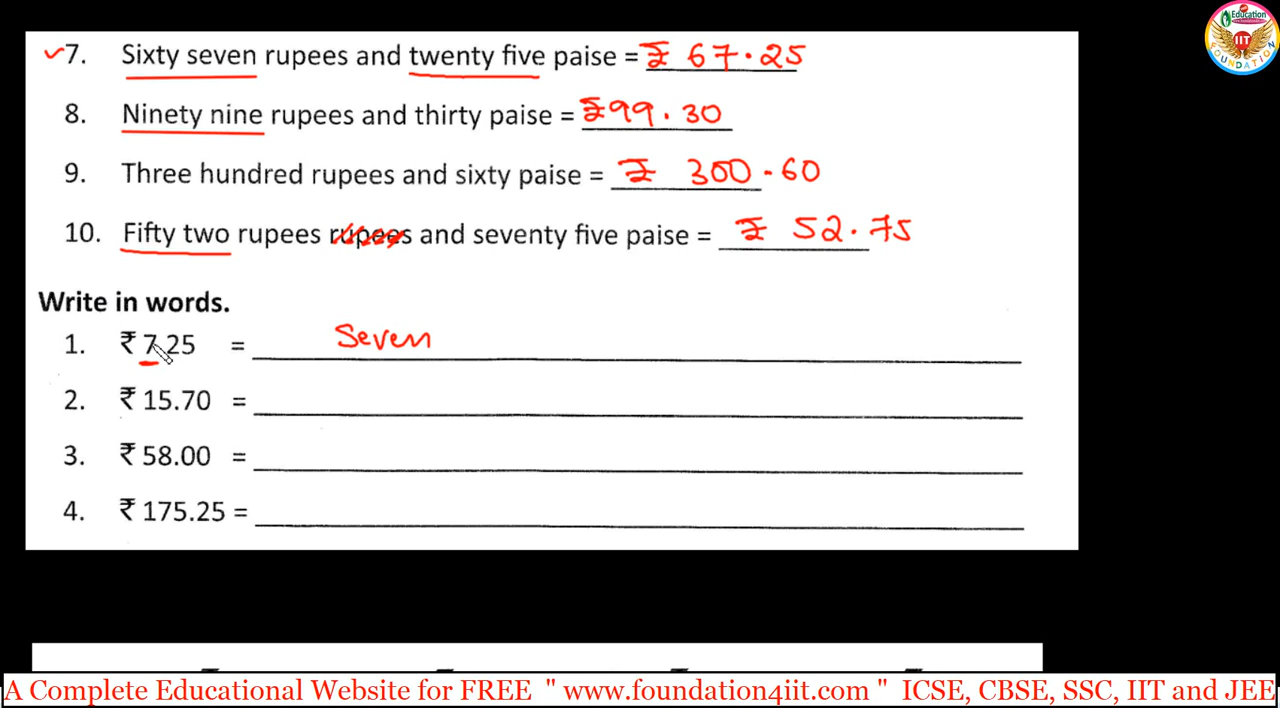 Education
IIT
FOUNDATION
7. Sixty seven rupees and twenty five paise = ₹ 67.25
8. Ninety nine rupees and thirty paise = ₹99.30
9. Three hundred rupees and sixty paise = ₹ 300.60
10. Fifty two rupees rupees and seventy five paise = ₹ 52.75
Write in words.
1. ₹ 7.25 = Seven
2. ₹ 15.70 =
3. ₹ 58.00 =
4. ₹ 175.25 =
A Complete Educational Website for FREE " www.foundation4iit.com " ICSE, CBSE, SSC, IIT and JEE